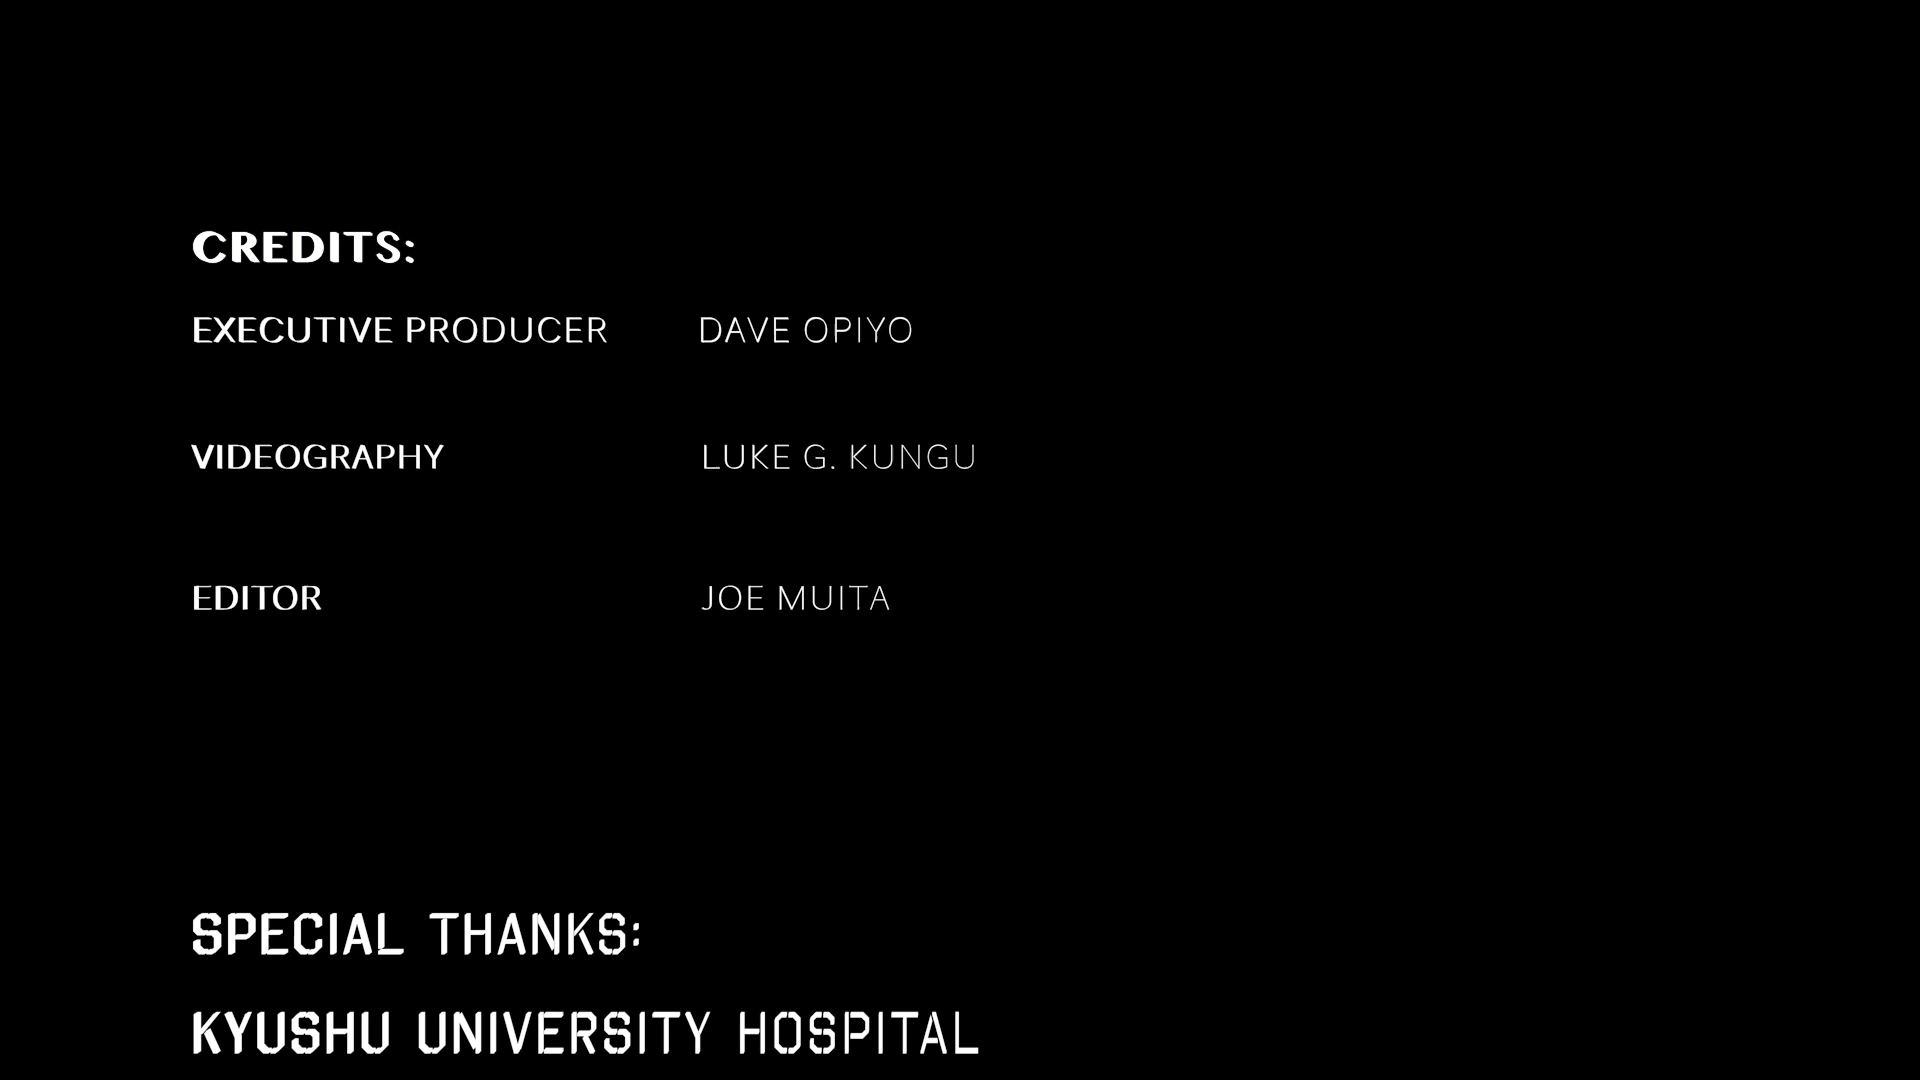 CREDITS:
EXECUTIVE PRODUCER DAVE OPIYO
VIDEOGRAPHY LUKE G. KUNGU
EDITOR JOE MUITA
SPECIAL THANKS:
KYUSHU UNIVERSITY HOSPITAL